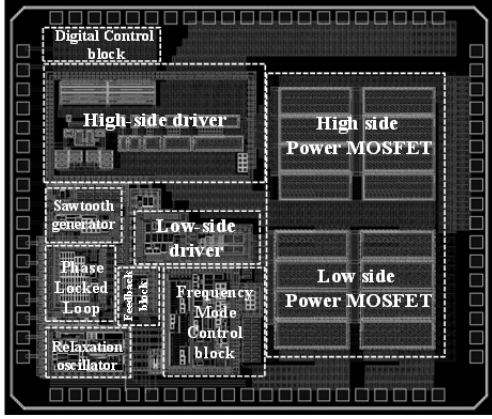 Digital Control
block
High-side driver
High side
Power MOSFET
Sawtooth
generator
Low-side
driver
Phase
Locked
Loop
Feedback
block
Frequency
Mode
Control
block
Low side
Power MOSFET
Relaxation
oscillator